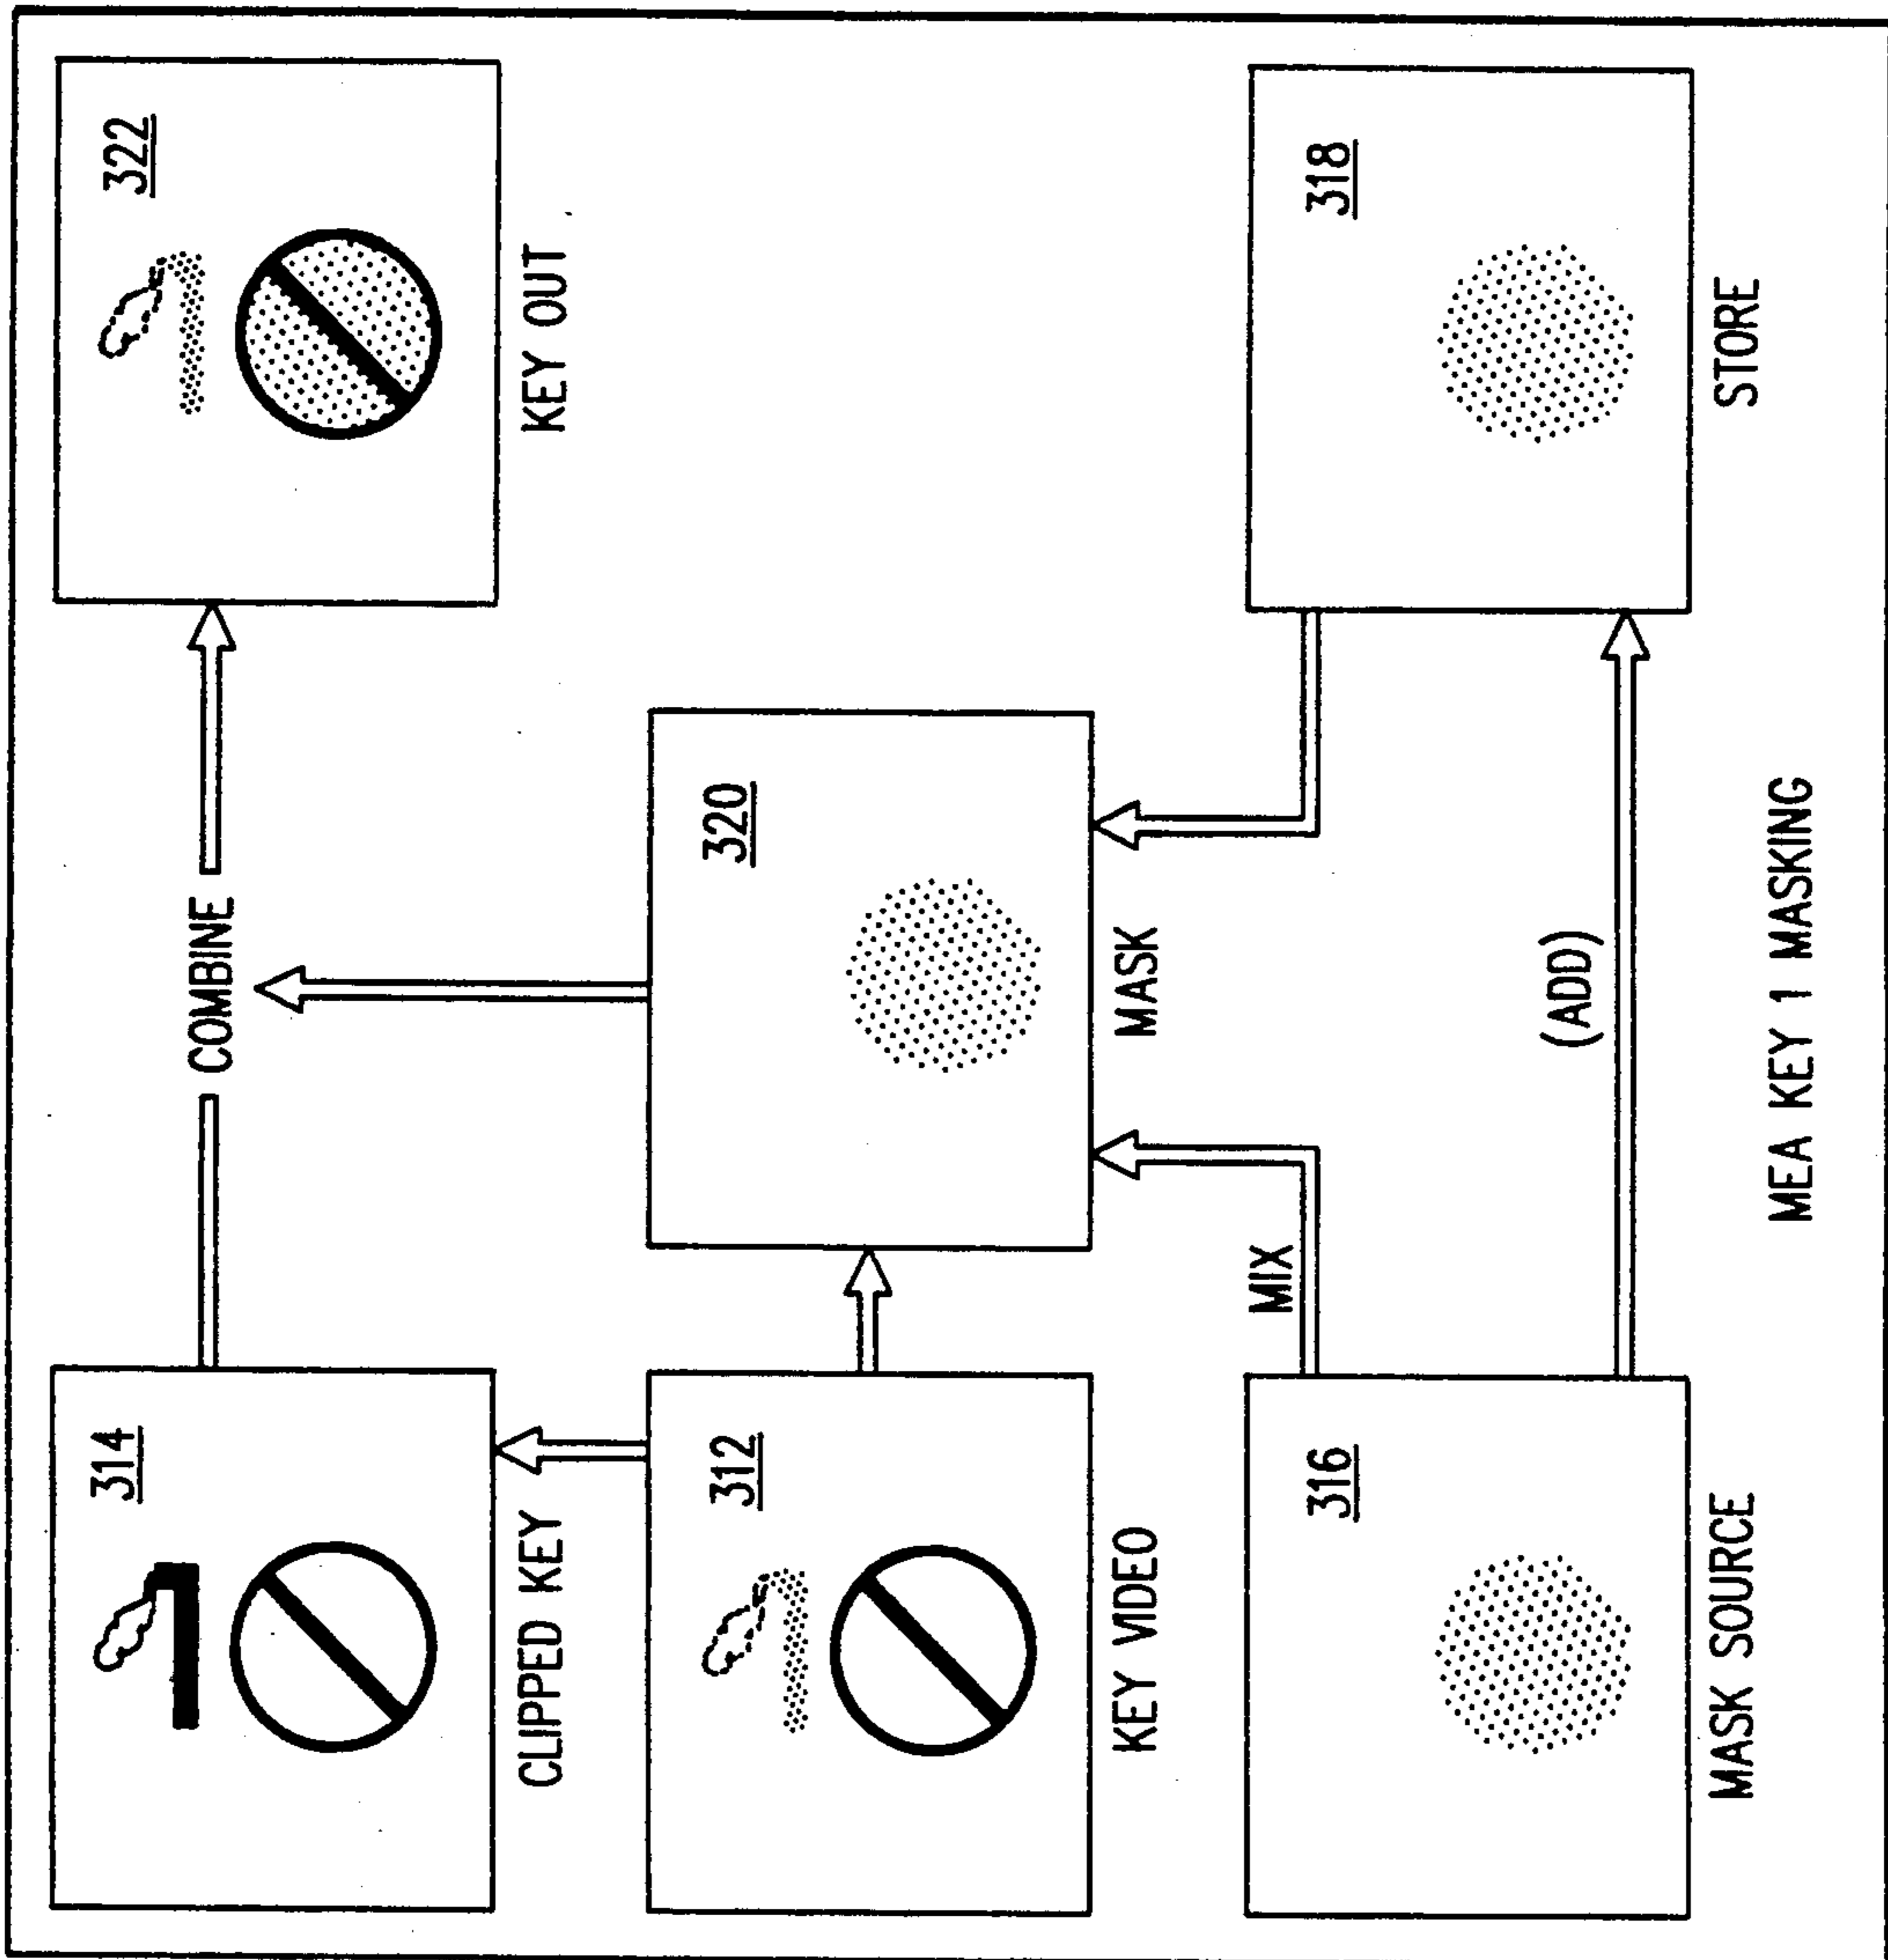 314
322
COMBINE
CLIPPED KEY
KEY OUT
312
320
KEY VIDEO
MASK
MIX
316
318
(ADD)
MASK SOURCE
STORE
MEA KEY 1 MASKING